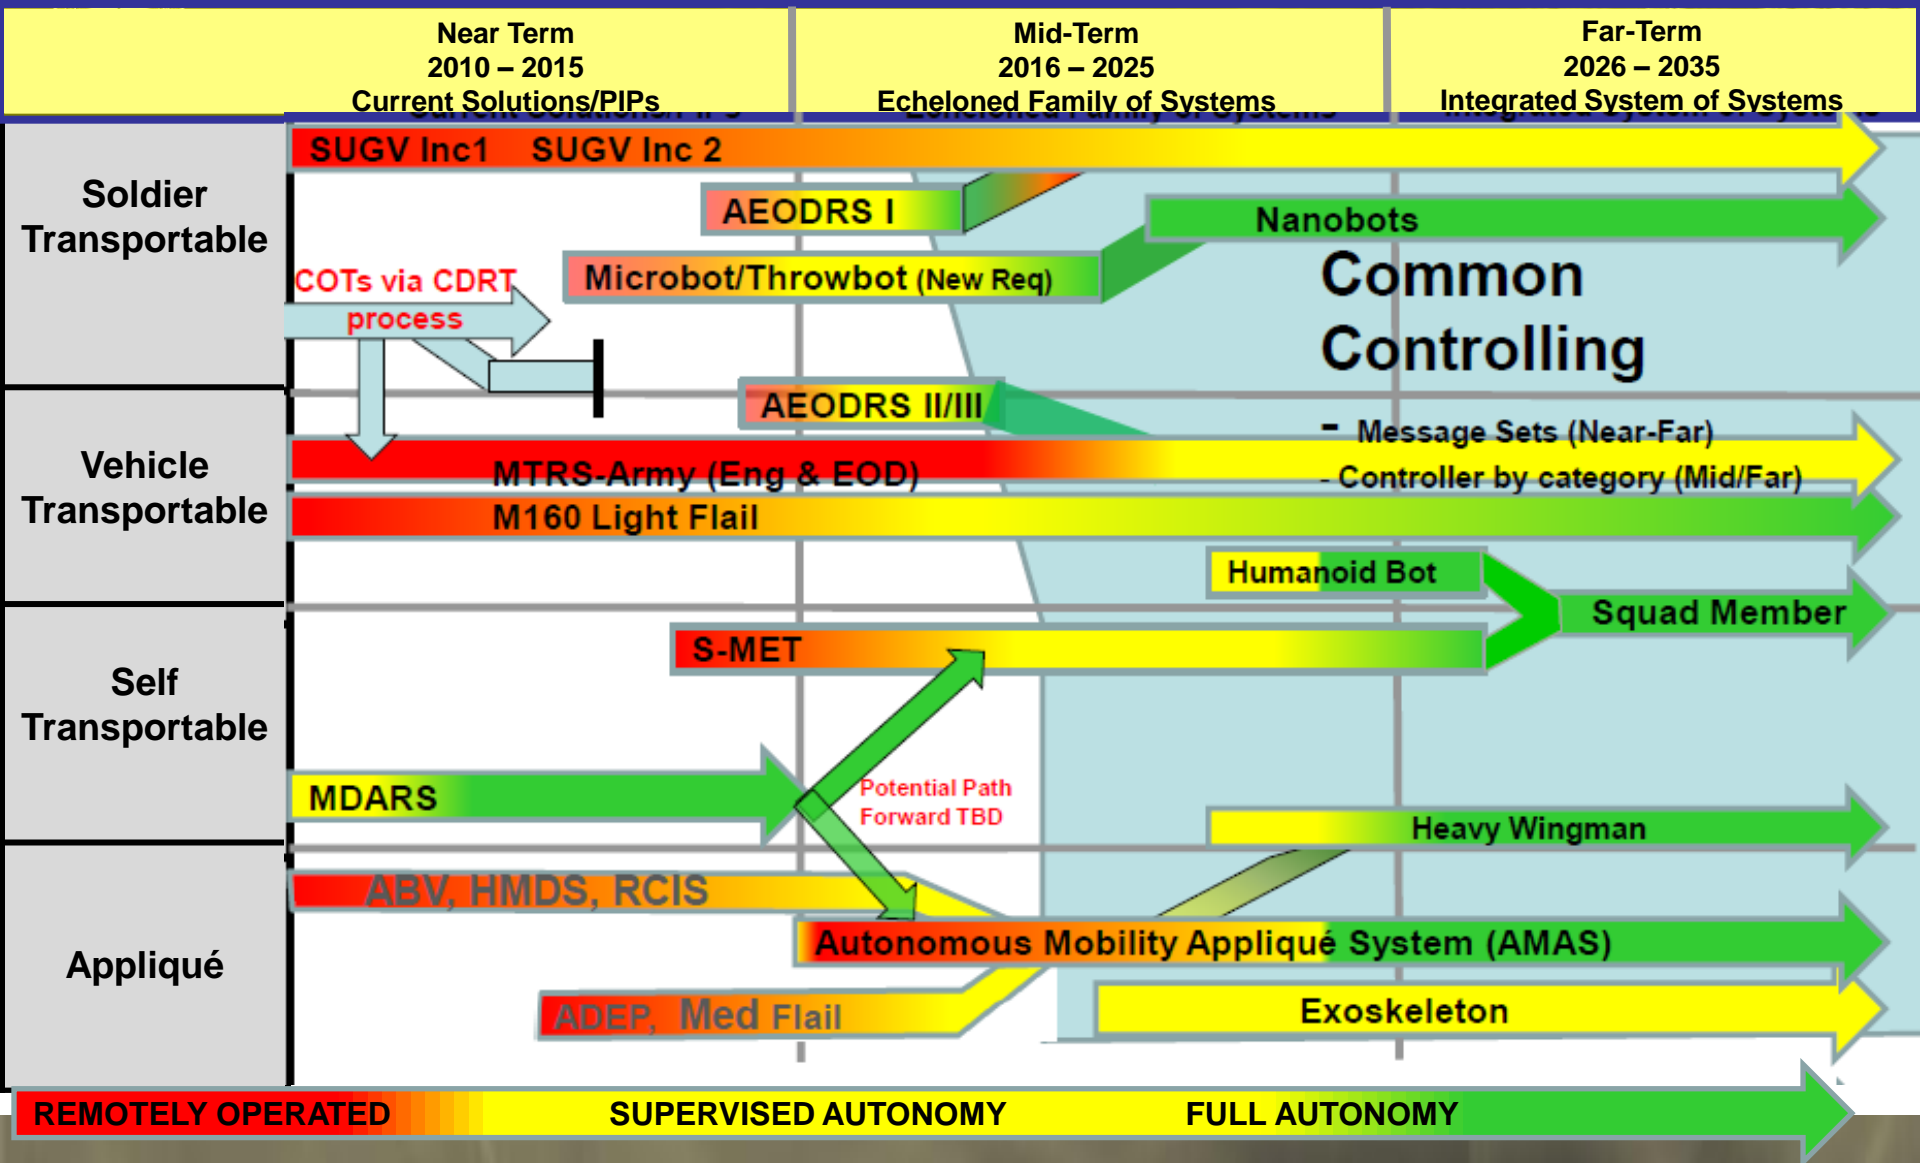 Near Term
2010 – 2015
Current Solutions/PIPs
Mid-Term
2016 – 2025
Echeloned Family of Systems
Far-Term
2026 – 2035
Integrated System of Systems
Soldier
Transportable
SUGV Inc1 SUGV Inc 2
AEODRS I
Nanobots
Microbot/Throwbot (New Req)
COTs via CDRT
process
Common
Controlling
- Message Sets (Near-Far)
- Controller by category (Mid/Far)
Vehicle
Transportable
AEODRS II/III
MTRS-Army (Eng & EOD)
M160 Light Flail
Humanoid Bot
Squad Member
Self
Transportable
S-MET
MDARS
Potential Path
Forward TBD
Heavy Wingman
Appliqué
ABV, HMDS, RCIS
Autonomous Mobility Appliqué System (AMAS)
ADEP, Med Flail
Exoskeleton
REMOTELY OPERATED SUPERVISED AUTONOMY FULL AUTONOMY